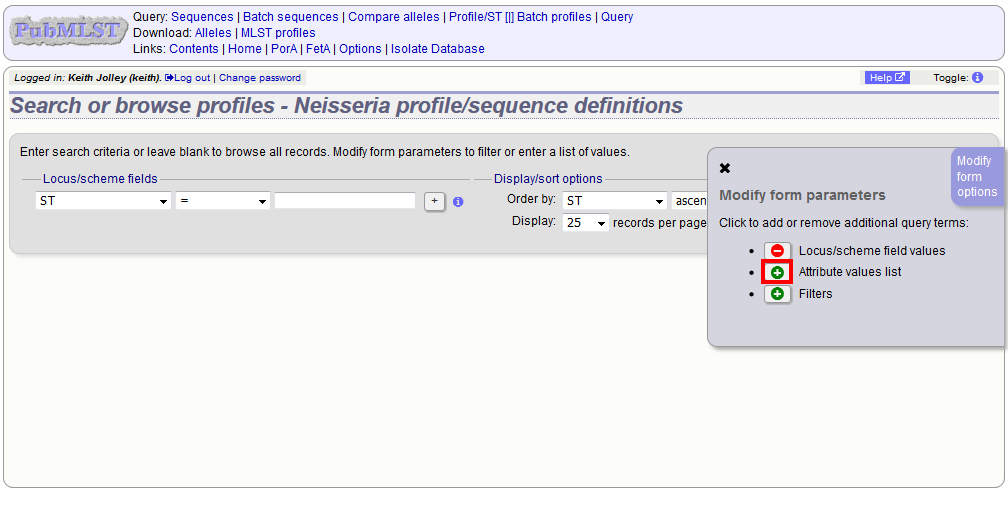 PubMLST
Query: Sequences | Batch sequences | Compare alleles | Profile/ST [|] Batch profiles | Query
Download: Alleles | MLST profiles
Links: Contents | Home | PorA | FetA | Options | Isolate Database
Logged in: Keith Jolley (keith). Log out | Change password
Help
Toggle:
Search or browse profiles - Neisseria profile/sequence definitions
Enter search criteria or leave blank to browse all records. Modify form parameters to filter or enter a list of values.
Locus/scheme fields
ST
=
+
Display/sort options
Order by: ST
ascen
Display: 25 records per page
Modify
form
options
Modify form parameters
Click to add or remove additional query terms:
Locus/scheme field values
Attribute values list
Filters